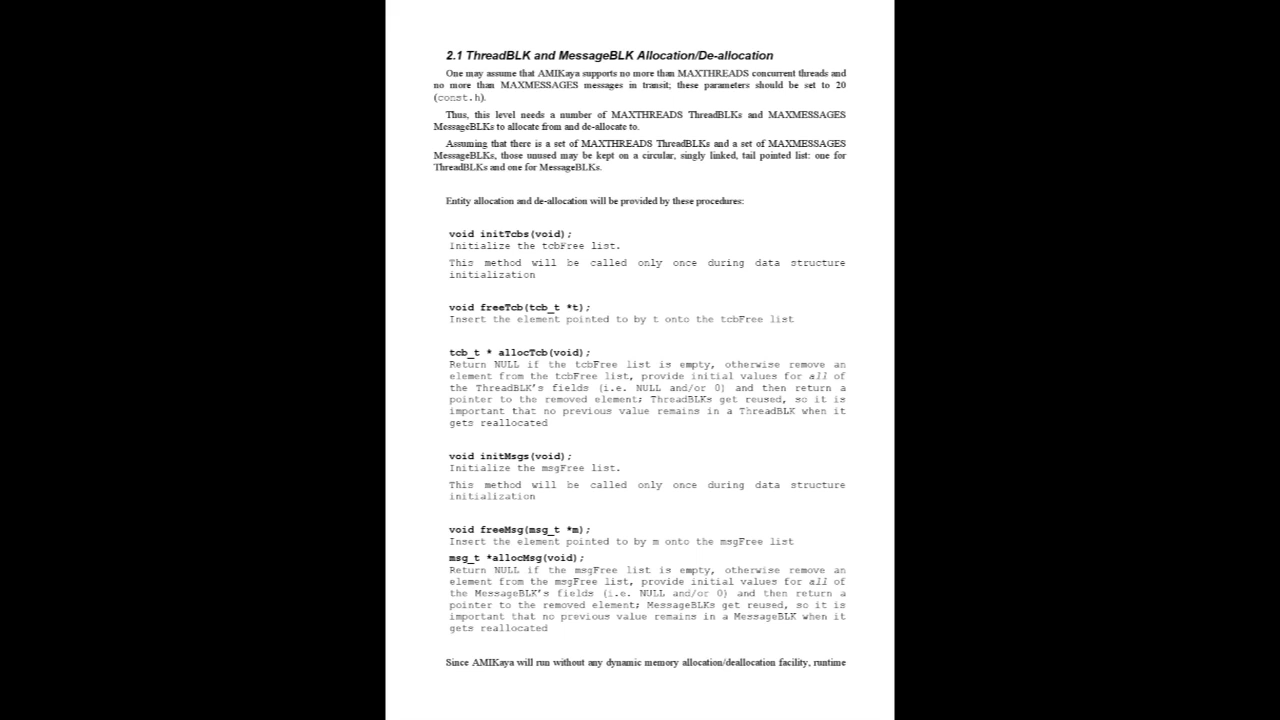 2.1 ThreadBLK and MessageBLK Allocation/De-allocation
One may assume that AMIKaya supports no more than MAXTHREADS concurrent threads and
no more than MAXMESSAGES messages in transit; these parameters should be set to 20
(const.h).
Thus, this level needs a number of MAXTHREADS ThreadBLKs and MAXMESSAGES
MessageBLKs to allocate from and de-allocate to.
Assuming that there is a set of MAXTHREADS ThreadBLKs and a set of MAXMESSAGES
MessageBLKs, those unused may be kept on a circular, singly linked, tail pointed list: one for
ThreadBLKs and one for MessageBLKs.
Entity allocation and de-allocation will be provided by these procedures:
void initTcbs(void);
Initialize the tcbFree list.
This method will be called only once during data structure
initialization
void freeTcb(tcb_t *t);
Insert the element pointed to by t onto the tcbFree list
tcb_t * allocTcb(void);
Return NULL if the tcbFree list is empty, otherwise remove an
element from the tcbFree list, provide initial values for all of
the ThreadBLK's fields (i.e. NULL and/or 0) and then return a
pointer to the removed element; ThreadBLKs get reused, so it is
important that no previous value remains in a ThreadBLK when it
gets reallocated
void initMsgs(void);
Initialize the msgFree list.
This method will be called only once during data structure
initialization
void freeMsg(msg_t *m);
Insert the element pointed to by m onto the msgFree list
msg_t *allocMsg(void);
Return NULL if the msgFree list is empty, otherwise remove an
element from the msgFree list, provide initial values for all of
the MessageBLK's fields (i.e. NULL and/or 0) and then return a
pointer to the removed element; MessageBLKs get reused, so it is
important that no previous value remains in a MessageBLK when it
gets reallocated
Since AMIKaya will run without any dynamic memory allocation/deallocation facility, runtime